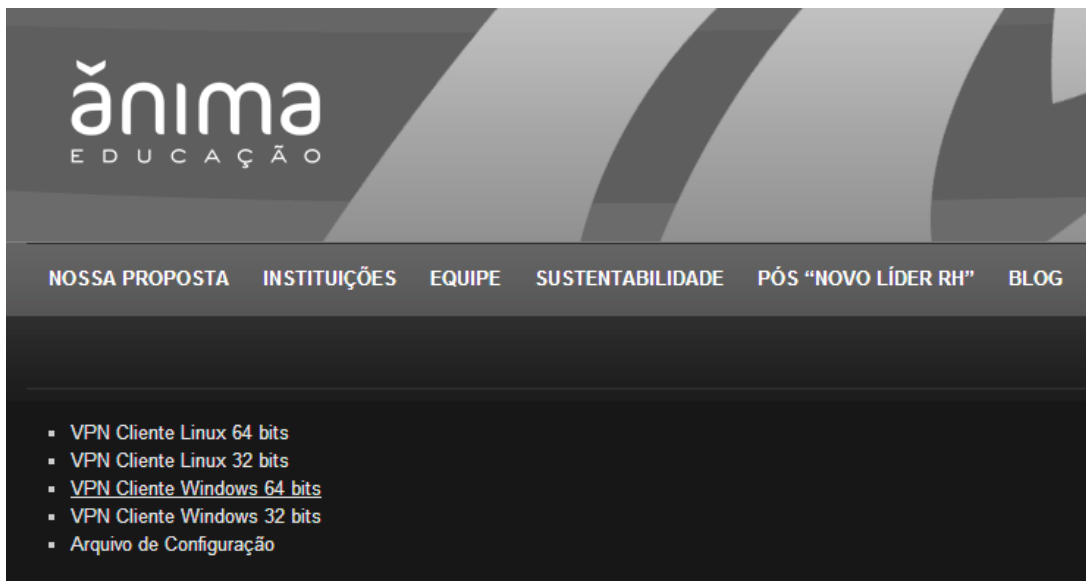 ănıma
EDUCAÇÃO
NOSSA PROPOSTA INSTITUIÇÕES EQUIPE SUSTENTABILIDADE PÓS “NOVO LÍDER RH” BLOG
VPN Cliente Linux 64 bits
VPN Cliente Linux 32 bits
VPN Cliente Windows 64 bits
VPN Cliente Windows 32 bits
Arquivo de Configuração